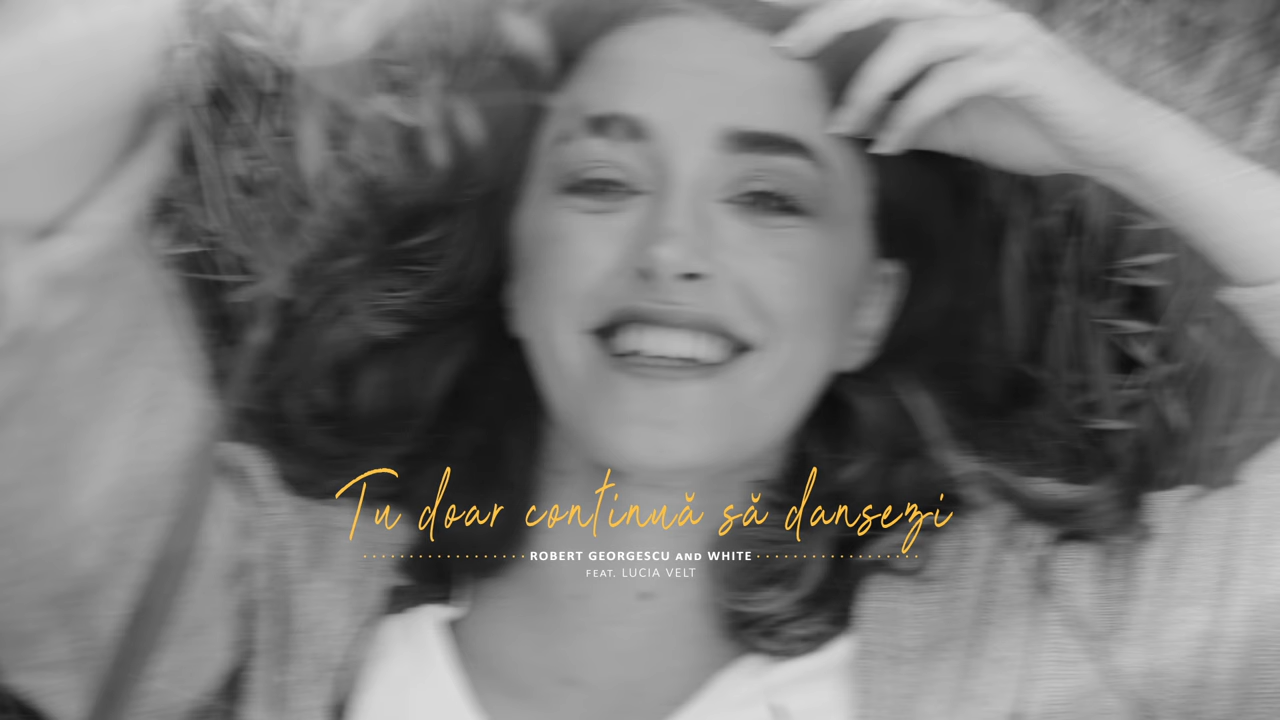 Tu doar continuă să dansezi
ROBERT GEORGESCU AND WHITE
FEAT. LUCIA VELT